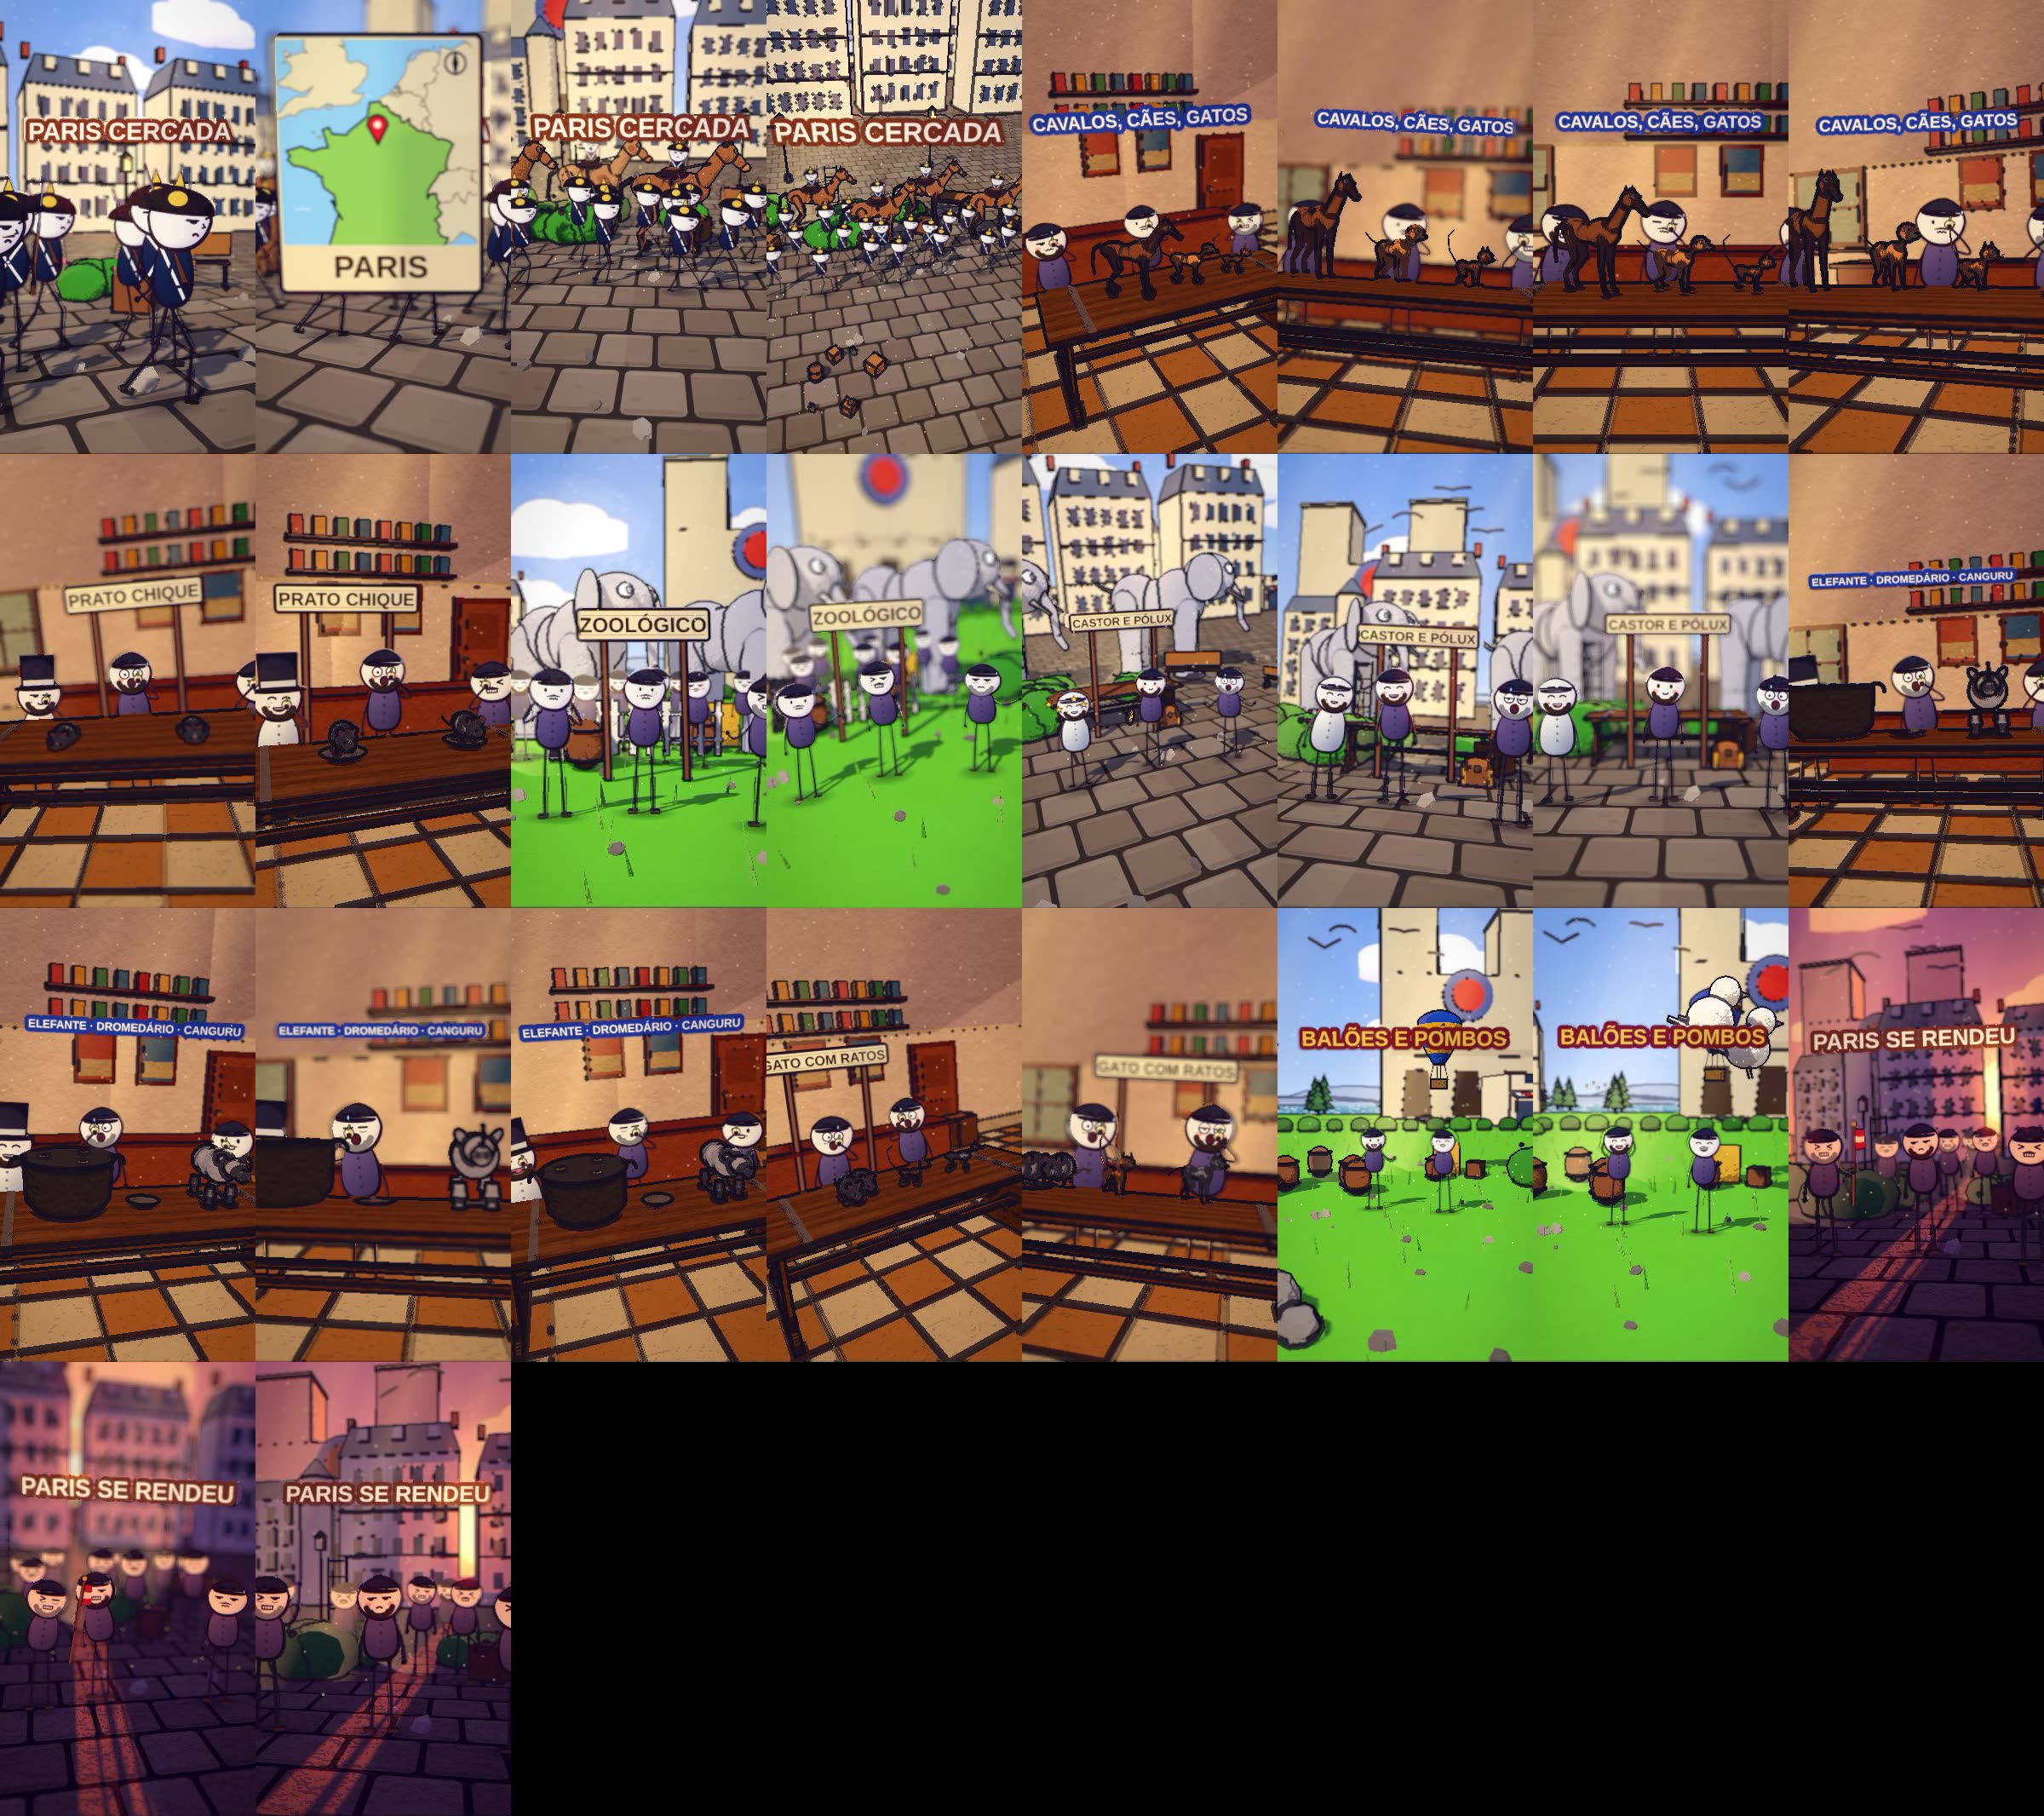 PARIS CERCADA
PARIS
PARIS CERCADA
PARIS CERCADA
CAVALOS, CÃES, GATOS
CAVALOS, CÃES, GATOS
CAVALOS, CÃES, GATOS
CAVALOS, CÃES, GATOS
PRATO CHIQUE
PRATO CHIQUE
ZOOLÓGICO
ZOOLÓGICO
CASTOR E PÓLUX
CASTOR E PÓLUX
CASTOR E PÓLUX
ELEFANTE · DROMEDÁRIO · CANGURU
ELEFANTE · DROMEDÁRIO · CANGURU
ELEFANTE · DROMEDÁRIO · CANGURU
ELEFANTE · DROMEDÁRIO · CANGURU
GATO COM RATOS
GATO COM RATOS
BALÕES E POMBOS
BALÕES E POMBOS
PARIS SE RENDEU
PARIS SE RENDEU
PARIS SE RENDEU